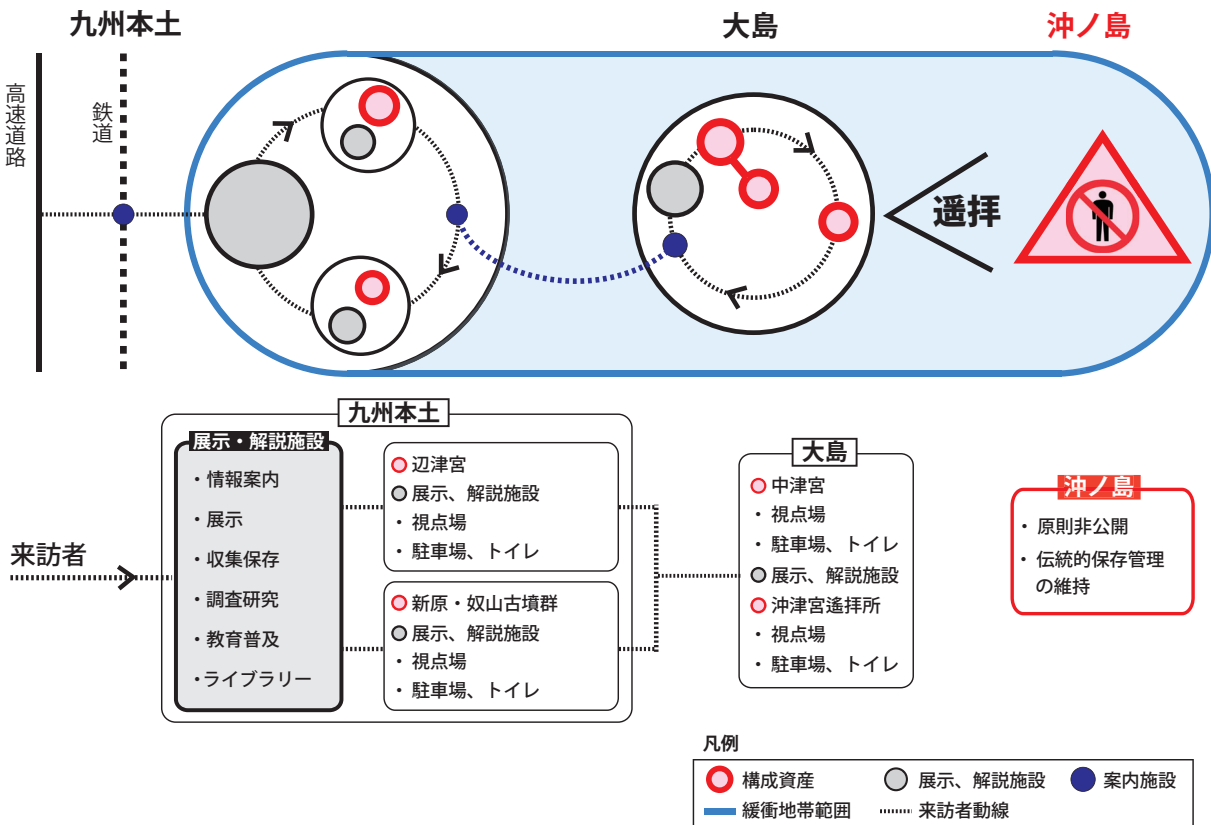 九州本土
大島
沖ノ島
高速道路
鉄道
遥拝
九州本土
展示・解説施設
・情報案内
・展示
・収集保存
・調査研究
・教育普及
・ライブラリー
来訪者
辺津宮
展示、解説施設
・視点場
・駐車場、トイレ
新原・奴山古墳群
展示、解説施設
・視点場
・駐車場、トイレ
大島
中津宮
・視点場
・駐車場、トイレ
展示、解説施設
沖津宮遙拝所
・視点場
・駐車場、トイレ
沖ノ島
・原則非公開
・伝統的保存管理
の維持
凡例
構成資産
展示、解説施設
案内施設
緩衝地帯範囲
来訪者動線